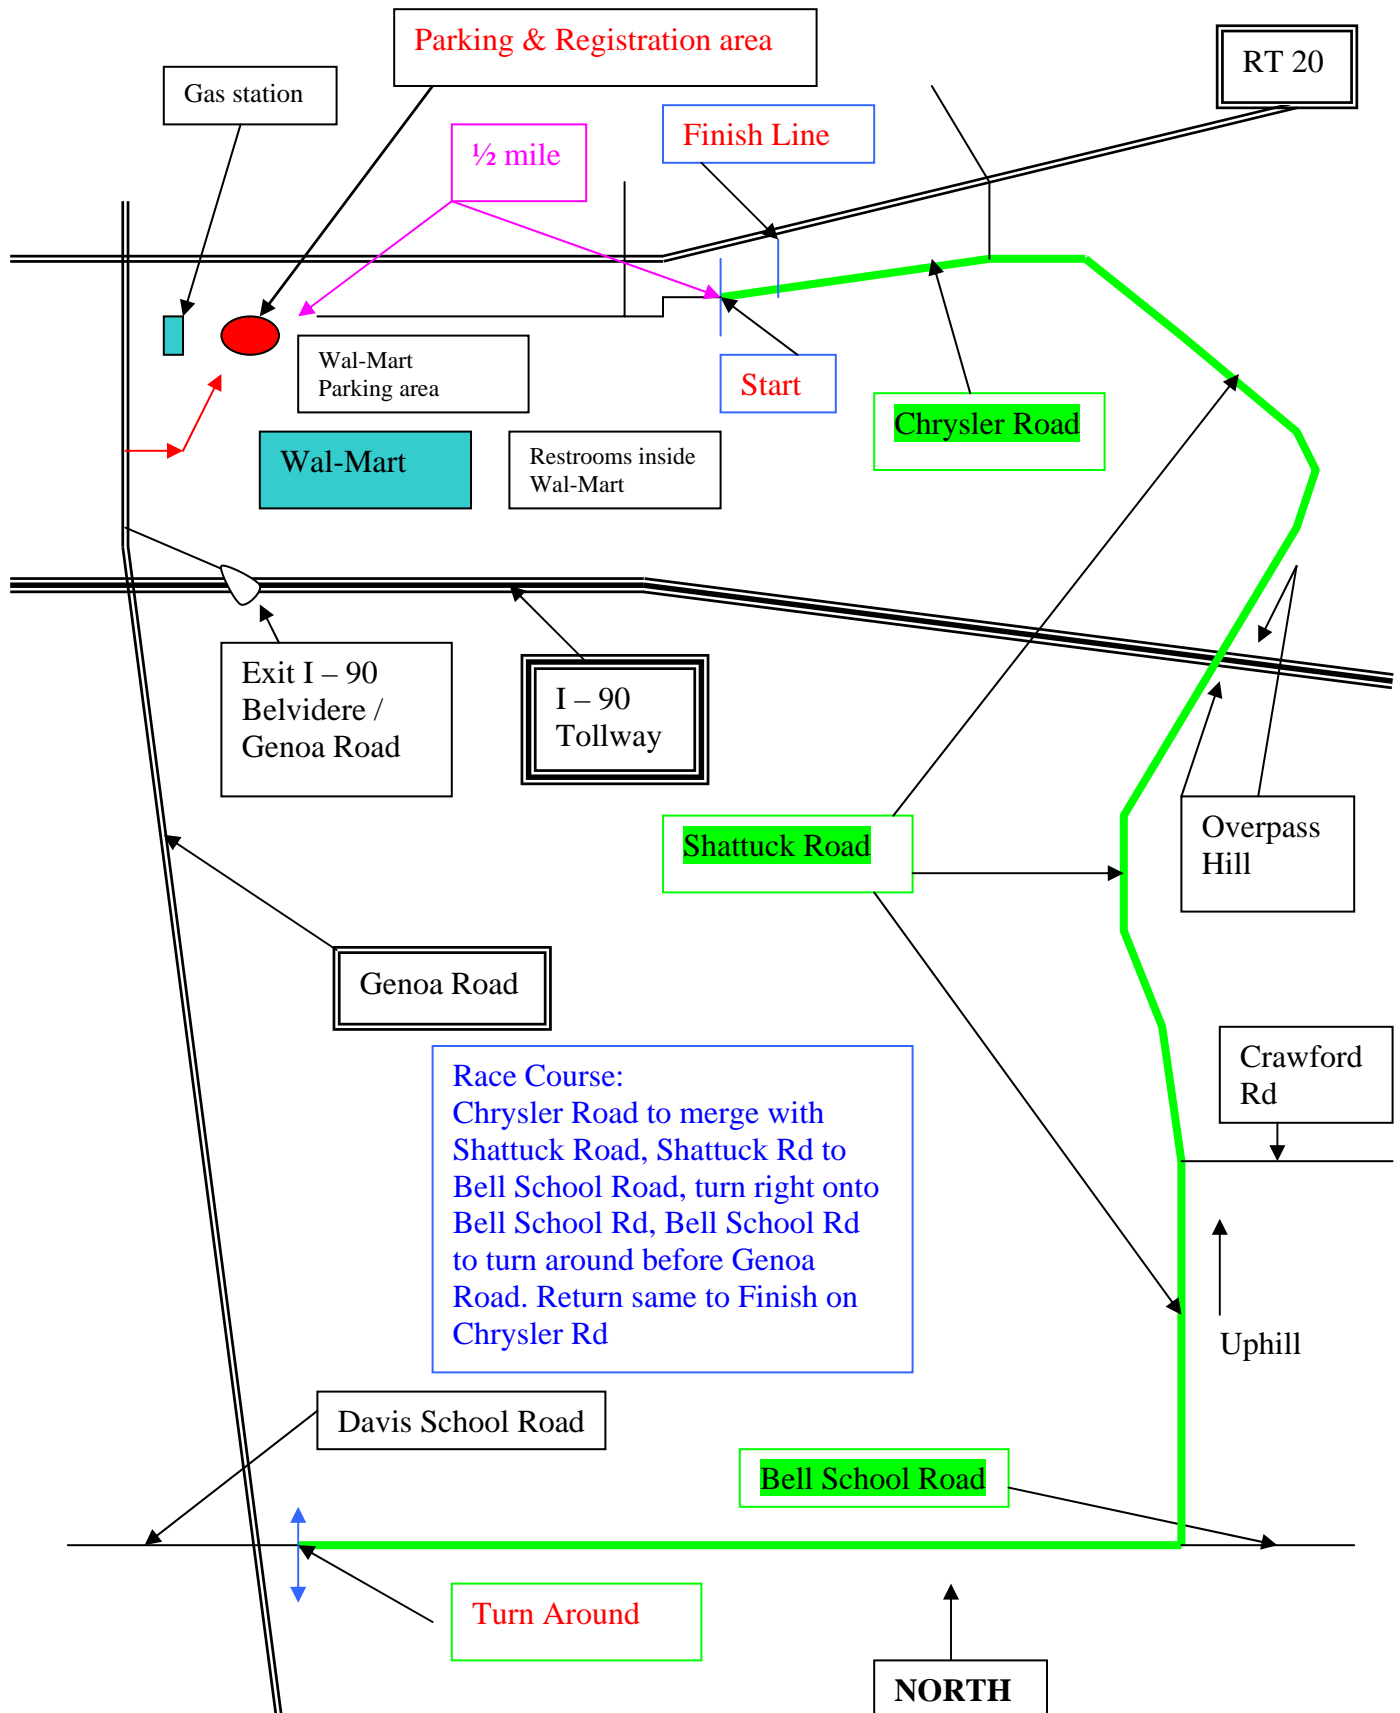 Parking & Registration area
RT 20
Gas station
Finish Line
½ mile
Wal-Mart
Parking area
Start
Chrysler Road
Wal-Mart
Restrooms inside
Wal-Mart
Exit I – 90
Belvidere /
Genoa Road
I – 90
Tollway
Shattuck Road
Overpass
Hill
Genoa Road
Crawford
Rd
Race Course:
Chrysler Road to merge with
Shattuck Road, Shattuck Rd to
Bell School Road, turn right onto
Bell School Rd, Bell School Rd
to turn around before Genoa
Road. Return same to Finish on
Chrysler Rd
Uphill
Davis School Road
Bell School Road
Turn Around
NORTH